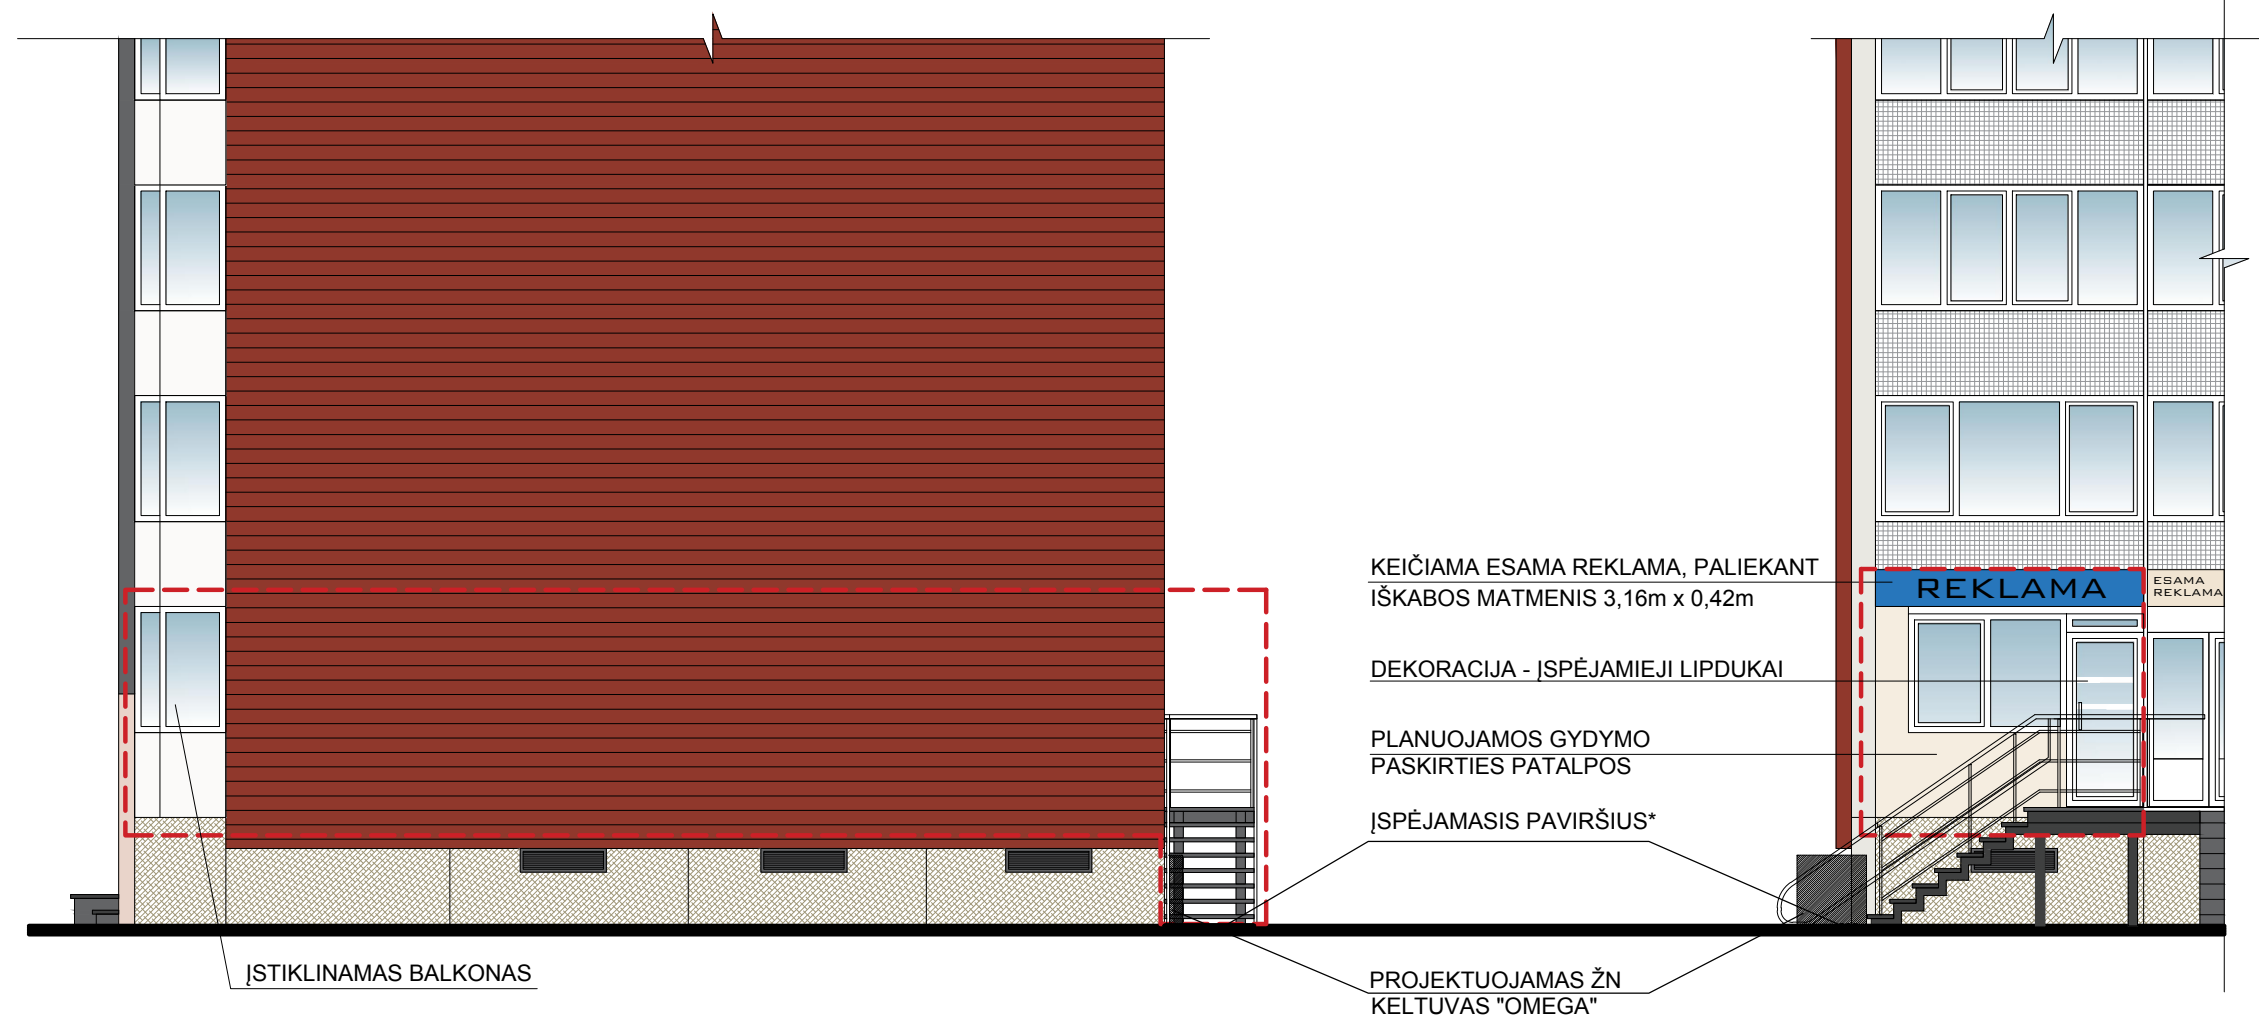 KEIČIAMA ESAMA REKLAMA, PALIEKANT
IŠKABOS MATMENIS 3,16m x 0,42m
REKLAMA
ESAMA
REKLAMA
DEKORACIJA - ĮSPĖJAMIEJI LIPDUKAI
PLANUOJAMOS GYDYMO
PASKIRTIES PATALPOS
ĮSPĖJAMASIS PAVIRŠIUS*
ĮSTIKLINAMAS BALKONAS
PROJEKTUOJAMAS ŽN
KELTUVAS "OMEGA"